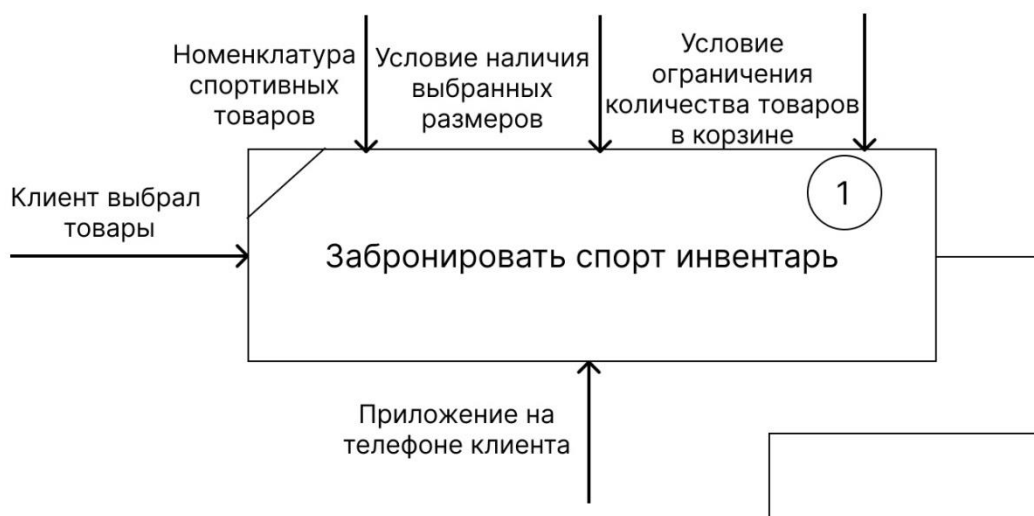 Номенклатура
спортивных
товаров
Условие наличия
выбранных
размеров
Условие
ограничения
количества товаров
в корзине
Клиент выбрал
товары
1
Забронировать спорт инвентарь
Приложение на
телефоне клиента